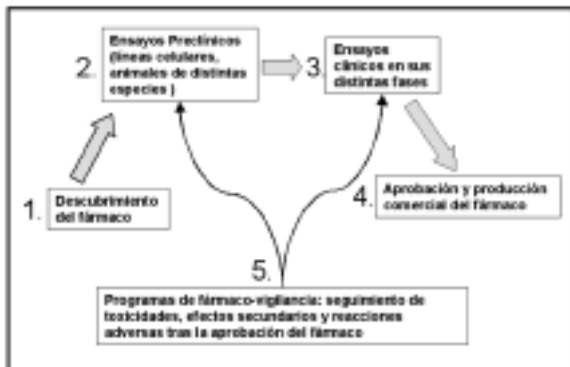 1. Descubrimiento
del fármaco
2. Ensayos Preclínicos
(líneas celulares,
animales de distintas
especies )
3. Ensayos
clínicos en sus
distintas fases
4. Aprobación y producción
comercial del fármaco
5.
Programas de fármaco-vigilancia: seguimiento de
toxicidades, efectos secundarios y reacciones
adversas tras la aprobación del fármaco